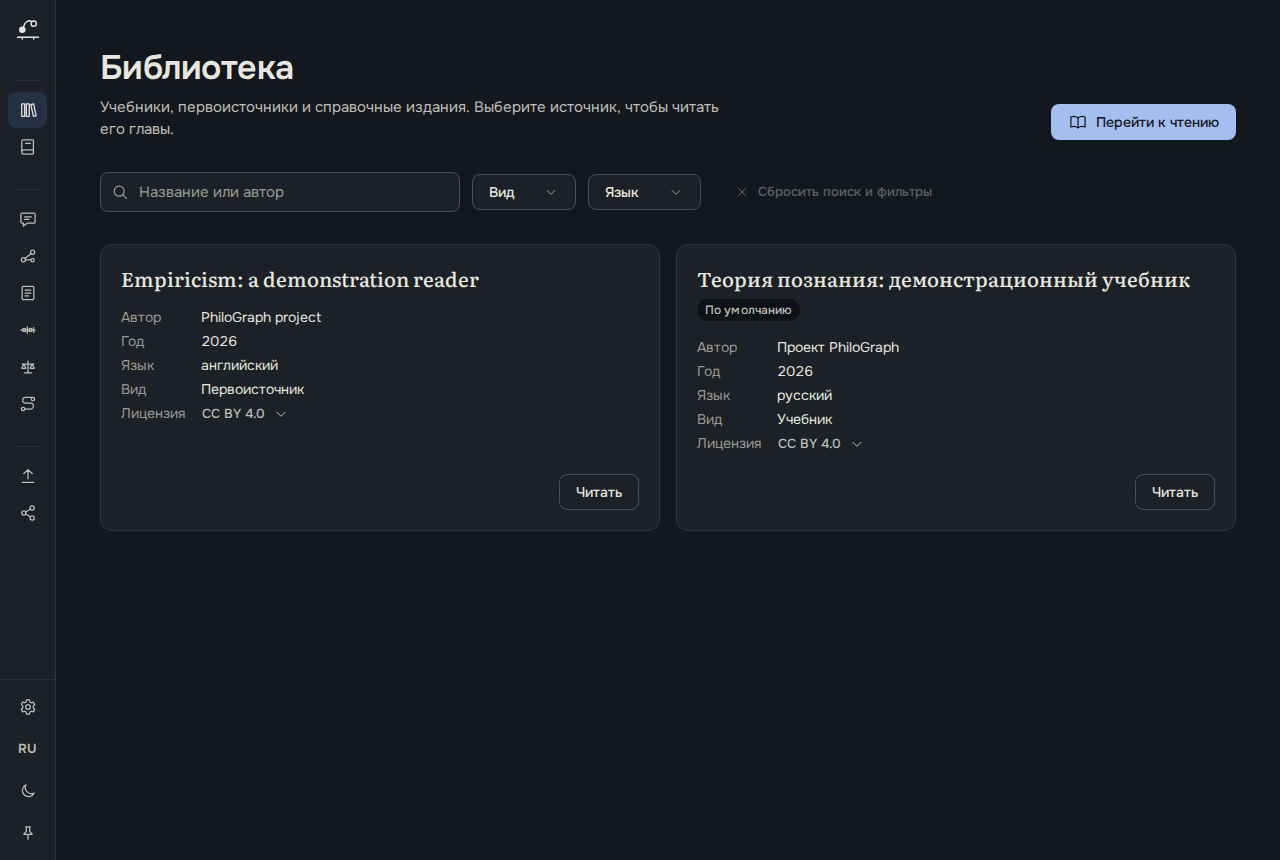 Библиотека
Учебники, первоисточники и справочные издания. Выберите источник, чтобы читать
его главы.
Перейти к чтению
Название или автор
Вид
Язык
Сбросить поиск и фильтры
Empiricism: a demonstration reader
Автор PhiloGraph project
Год 2026
Язык английский
Вид Первоисточник
Лицензия CC BY 4.0
Читать
Теория познания: демонстрационный учебник
По умолчанию
Автор Проект PhiloGraph
Год 2026
Язык русский
Вид Учебник
Лицензия CC BY 4.0
Читать
RU